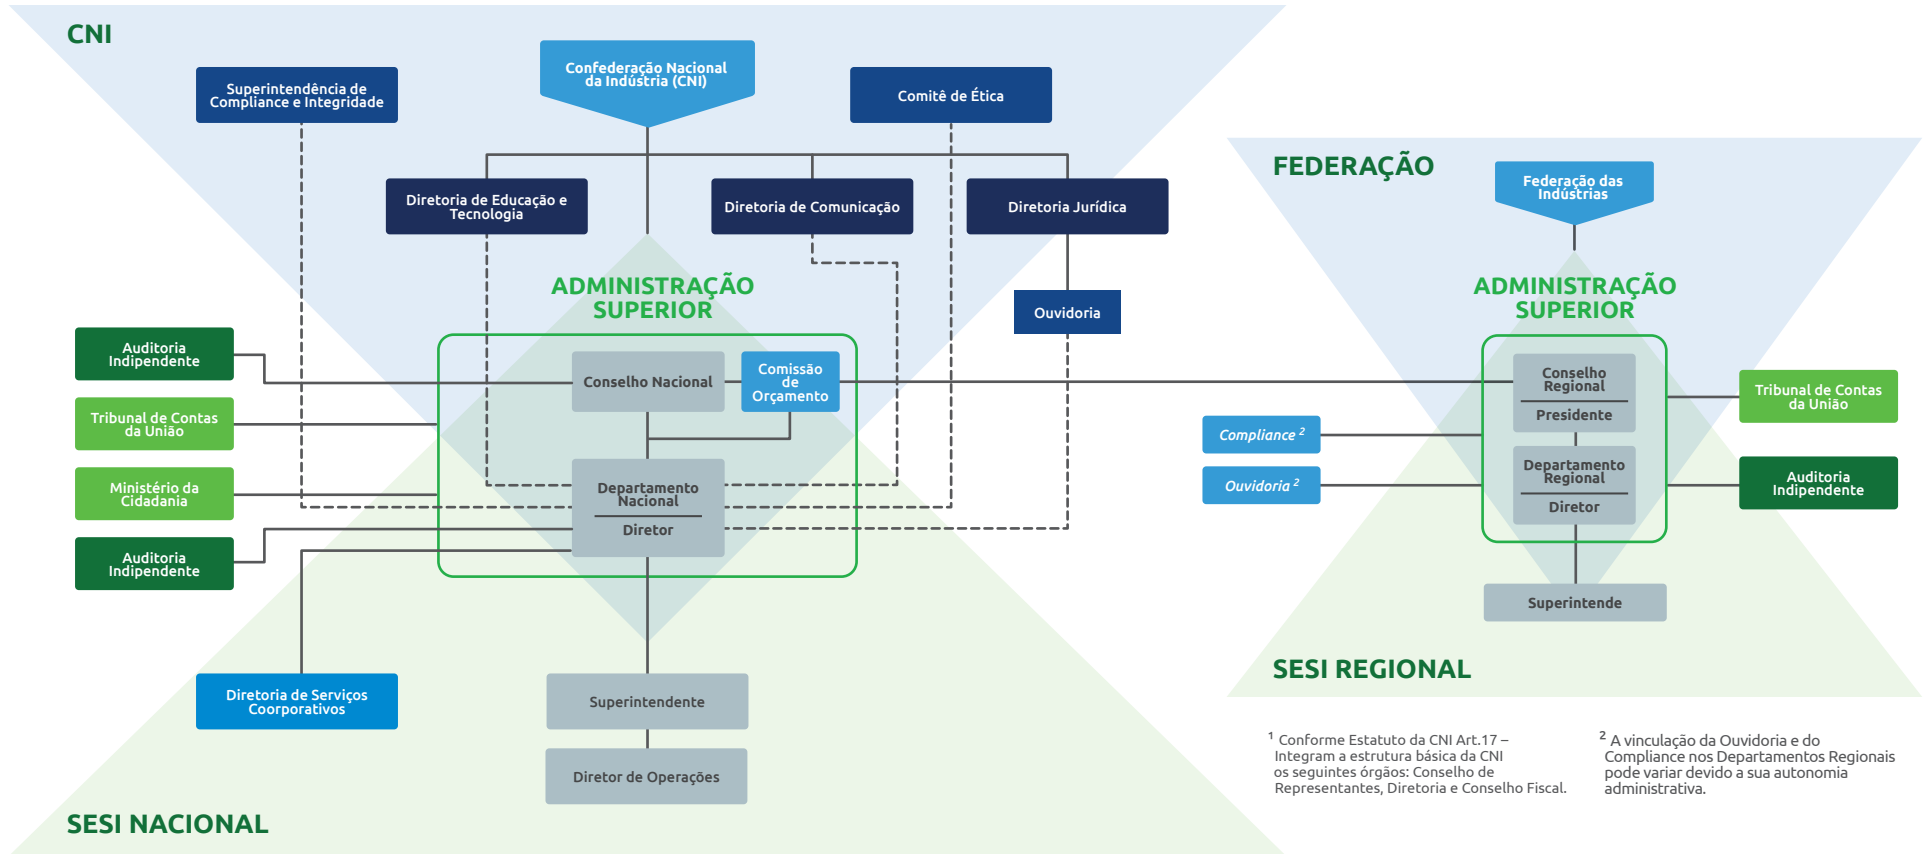 CNI
Confederação Nacional
da Indústria (CNI)
Superintendência de
Compliance e Integridade
Comitê de Ética
Diretoria de Educação e
Tecnologia
Diretoria de Comunicação
Diretoria Jurídica
Ouvidoria
ADMINISTRAÇÃO
SUPERIOR
Auditoria
Indipendente
Tribunal de Contas
da União
Ministério da
Cidadania
Auditoria
Indipendente
Conselho Nacional
Comissão
de
Orçamento
Departamento
Nacional
Diretor
Diretoria de Serviços
Coorporativos
Superintendente
Diretor de Operações
SESI NACIONAL
FEDERAÇÃO
Federação das
Indústrias
ADMINISTRAÇÃO
SUPERIOR
Conselho
Regional
Presidente
Departamento
Regional
Diretor
Compliance ²
Ouvidoria ²
Tribunal de Contas
da União
Auditoria
Indipendente
Superintende
SESI REGIONAL
¹ Conforme Estatuto da CNI Art.17 –
Integram a estrutura básica da CNI
os seguintes órgãos: Conselho de
Representantes, Diretoria e Conselho Fiscal.
² A vinculação da Ouvidoria e do
Compliance nos Departamentos Regionais
pode variar devido a sua autonomia
administrativa.